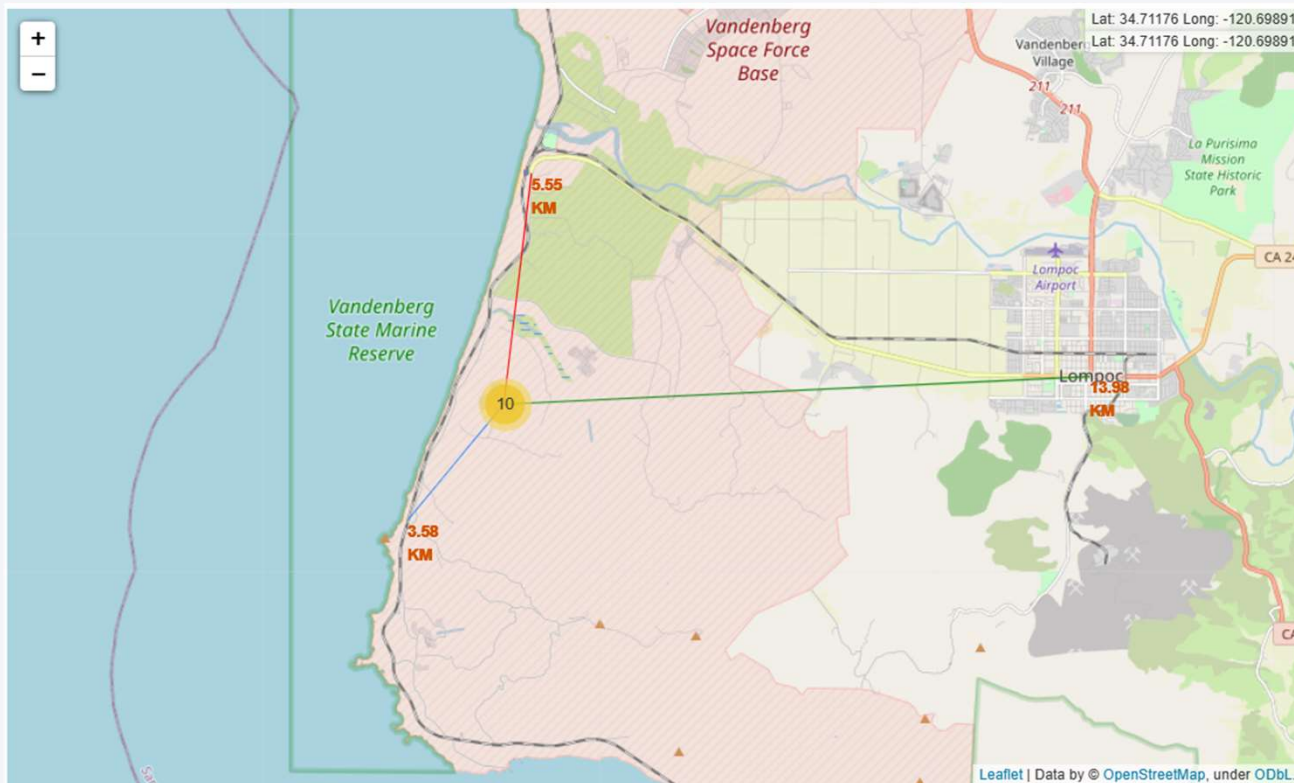 +
−
Vandenberg
Space Force
Base
Lat: 34.71176 Long: -120.69891
Lat: 34.71176 Long: -120.69891
Vandenberg
Village
211
211
La Purisima
Mission
State Historic
Park
5.55
KM
CA 24
Lompoc
Airport
Vandenberg
State Marine
Reserve
10
Lompoc
13.98
KM
3.58
KM
CA
Leaflet | Data by © OpenStreetMap, under ODbL.